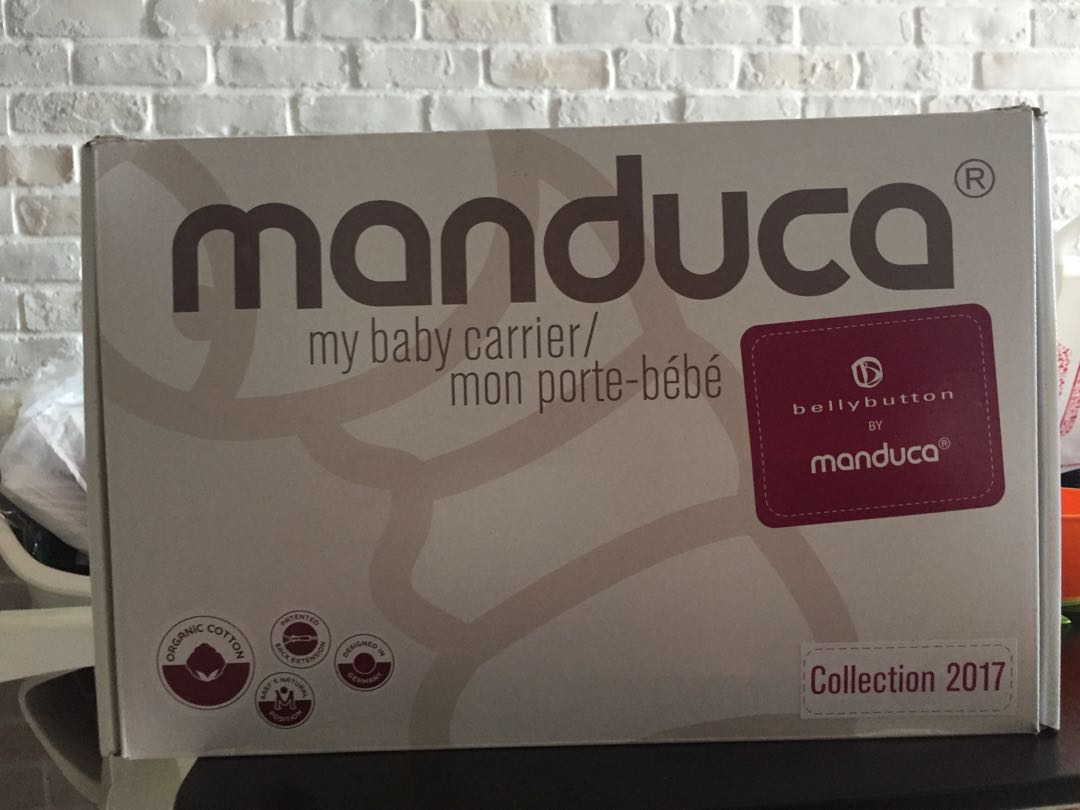 manduca®
my baby carrier/
mon porte-bébé
bellybutton
BY
manduca®
ORGANIC COTTON
PATENTED
BACK EXTENSION
DESIGNED IN
GERMANY
BABY'S NATURAL
POSITION
Collection 2017